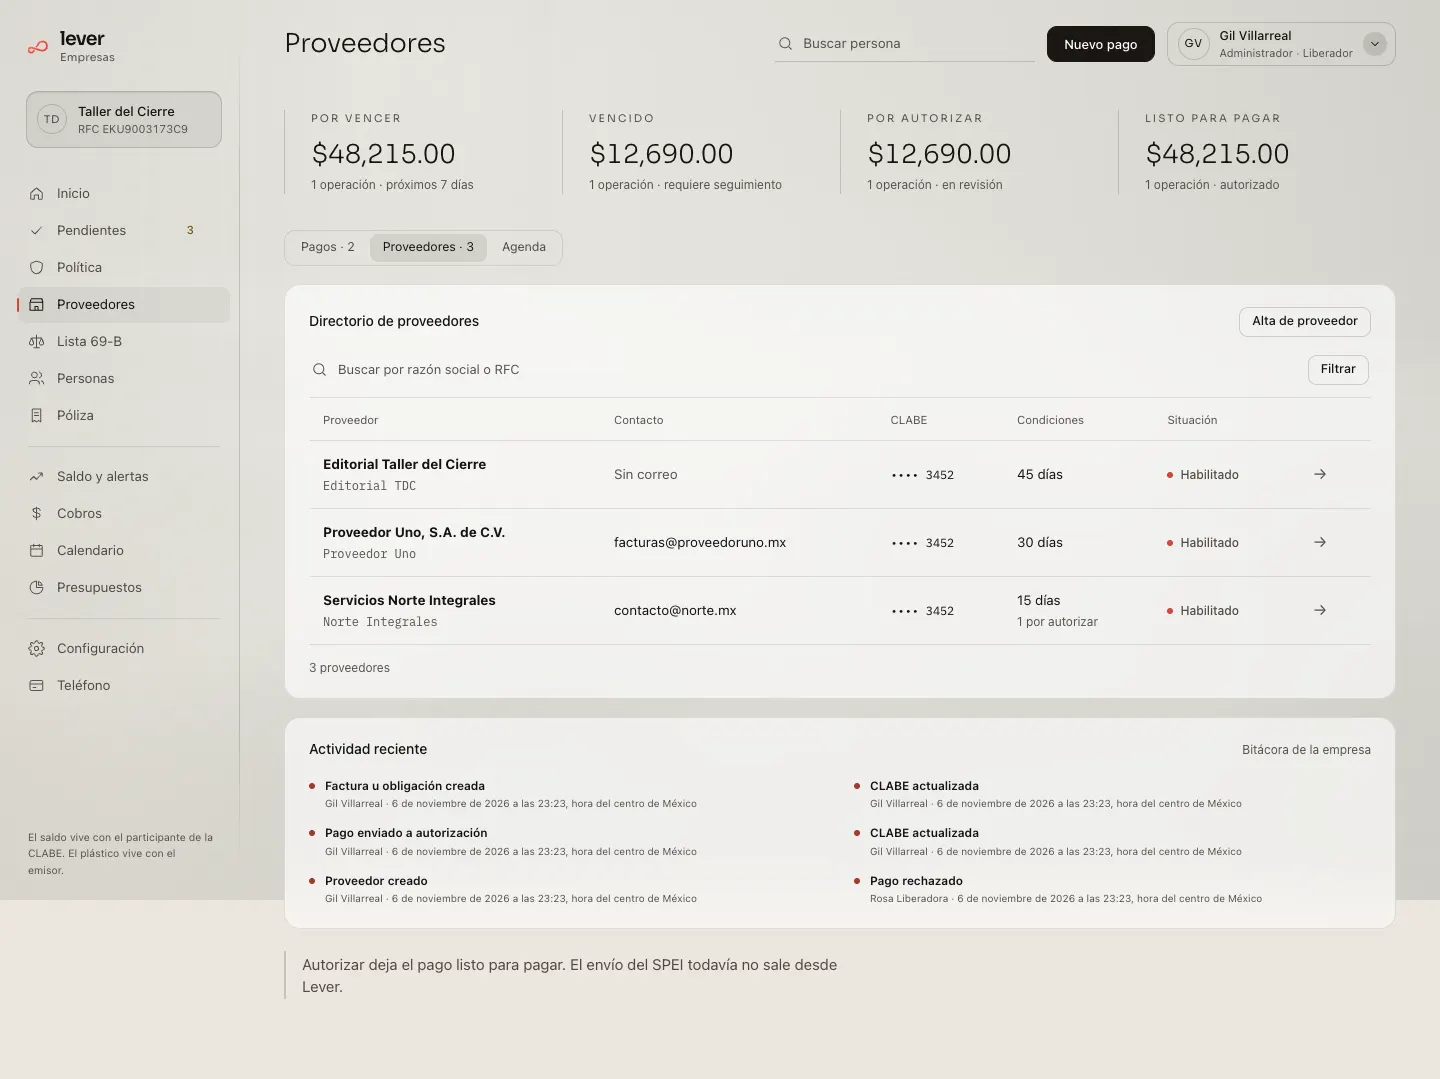 lever
Empresas
TD
Taller del Cierre
RFC EKU9003173C9
Inicio
Pendientes 3
Política
Proveedores
Lista 69-B
Personas
Póliza
Saldo y alertas
Cobros
Calendario
Presupuestos
Configuración
Teléfono
El saldo vive con el participante de la
CLABE. El plástico vive con el
emisor.
Proveedores
Buscar persona
Nuevo pago
GV
Gil Villarreal
Administrador · Liberador
POR VENCER
$48,215.00
1 operación · próximos 7 días
VENCIDO
$12,690.00
1 operación · requiere seguimiento
POR AUTORIZAR
$12,690.00
1 operación · en revisión
LISTO PARA PAGAR
$48,215.00
1 operación · autorizado
Pagos · 2 Proveedores · 3 Agenda
Directorio de proveedores
Alta de proveedor
Buscar por razón social o RFC
Filtrar
Proveedor Contacto CLABE Condiciones Situación
Editorial Taller del Cierre
Editorial TDC
Sin correo
•••• 3452
45 días
Habilitado
Proveedor Uno, S.A. de C.V.
Proveedor Uno
facturas@proveedoruno.mx
•••• 3452
30 días
Habilitado
Servicios Norte Integrales
Norte Integrales
contacto@norte.mx
•••• 3452
15 días
1 por autorizar
Habilitado
3 proveedores
Actividad reciente
Bitácora de la empresa
Factura u obligación creada
Gil Villarreal · 6 de noviembre de 2026 a las 23:23, hora del centro de México
Pago enviado a autorización
Gil Villarreal · 6 de noviembre de 2026 a las 23:23, hora del centro de México
Proveedor creado
Gil Villarreal · 6 de noviembre de 2026 a las 23:23, hora del centro de México
CLABE actualizada
Gil Villarreal · 6 de noviembre de 2026 a las 23:23, hora del centro de México
CLABE actualizada
Gil Villarreal · 6 de noviembre de 2026 a las 23:23, hora del centro de México
Pago rechazado
Rosa Liberadora · 6 de noviembre de 2026 a las 23:23, hora del centro de México
Autorizar deja el pago listo para pagar. El envío del SPEI todavía no sale desde
Lever.